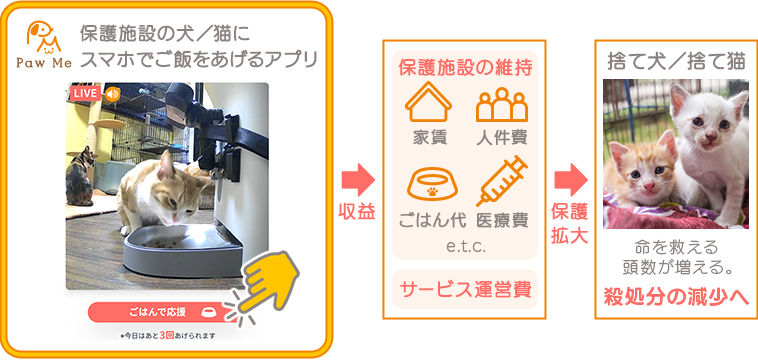 Paw Me
保護施設の犬／猫に
スマホでご飯をあげるアプリ
LIVE
ごはんで応援
*今日はあと3回あげられます
収益
保護施設の維持
家賃
人件費
ごはん代
医療費
e.t.c.
サービス運営費
保護
拡大
捨て犬／捨て猫
命を救える
頭数が増える。
殺処分の減少へ